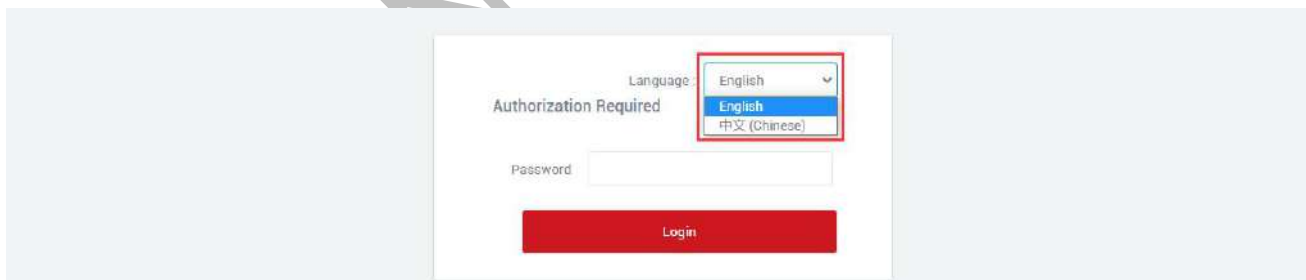 Language : English
Authorization Required
English
中文 (Chinese)
Password
Login